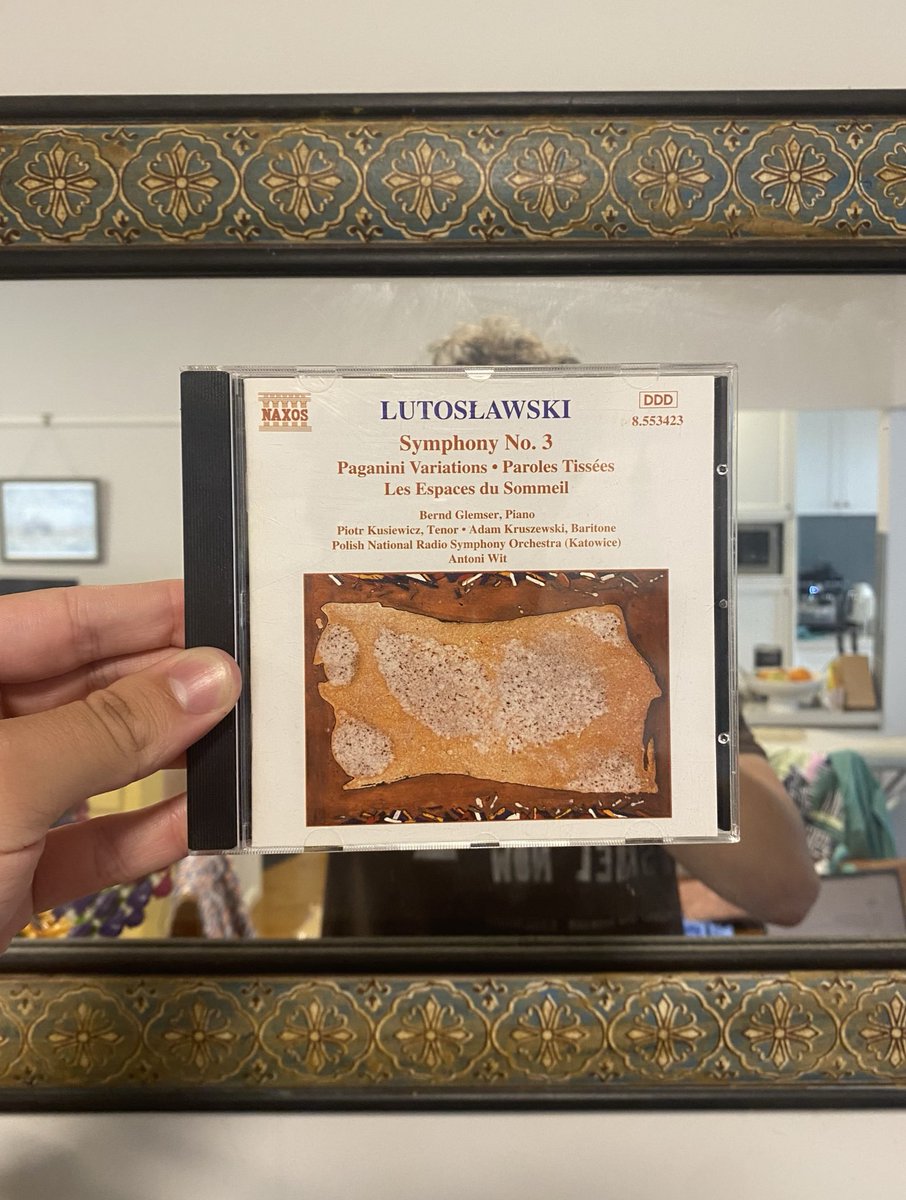 NAXOS
LUTOSŁAWSKI
DDD
8.553423
Symphony No. 3
Paganini Variations • Paroles Tissées
Les Espaces du Sommeil
Bernd Glemser, Piano
Piotr Kusiewicz, Tenor • Adam Kruszewski, Baritone
Polish National Radio Symphony Orchestra (Katowice)
Antoni Wit